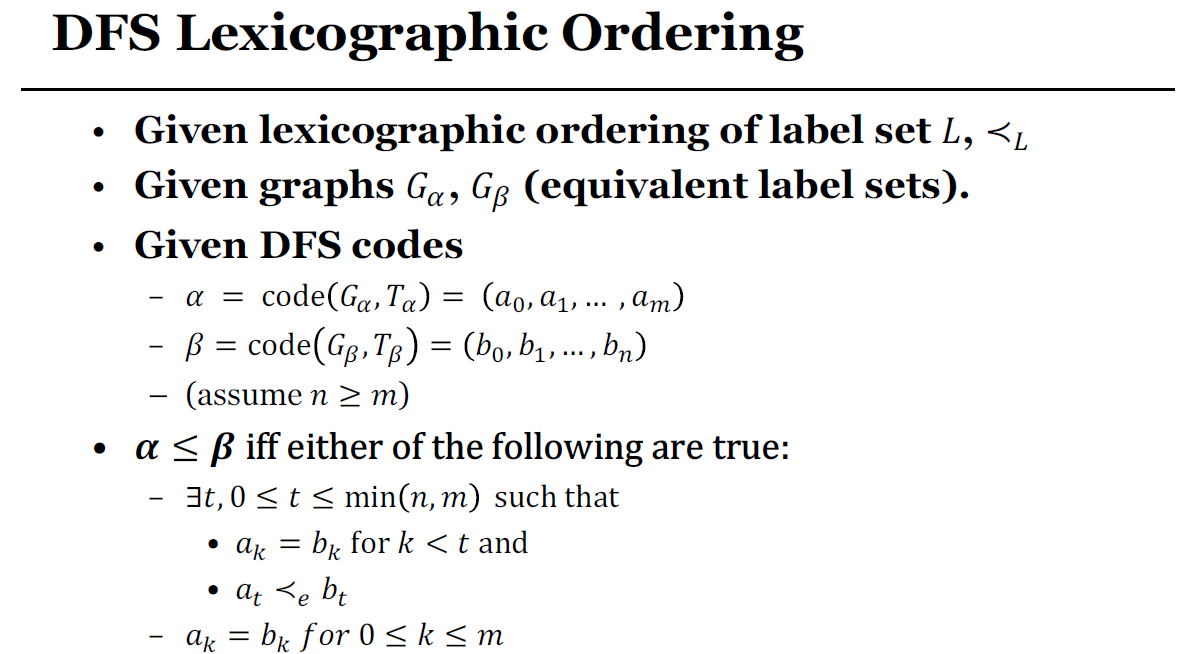 DFS Lexicographic Ordering
• Given lexicographic ordering of label set L, ≺_L
• Given graphs G_α, G_β (equivalent label sets).
• Given DFS codes
– α = code(G_α, T_α) = (a_0, a_1, … , a_m)
– β = code(G_β, T_β) = (b_0, b_1, … , b_n)
– (assume n ≥ m)
• α ≤ β iff either of the following are true:
– ∃t, 0 ≤ t ≤ min(n, m) such that
• a_k = b_k for k < t and
• a_t ≺_e b_t
– a_k = b_k for 0 ≤ k ≤ m